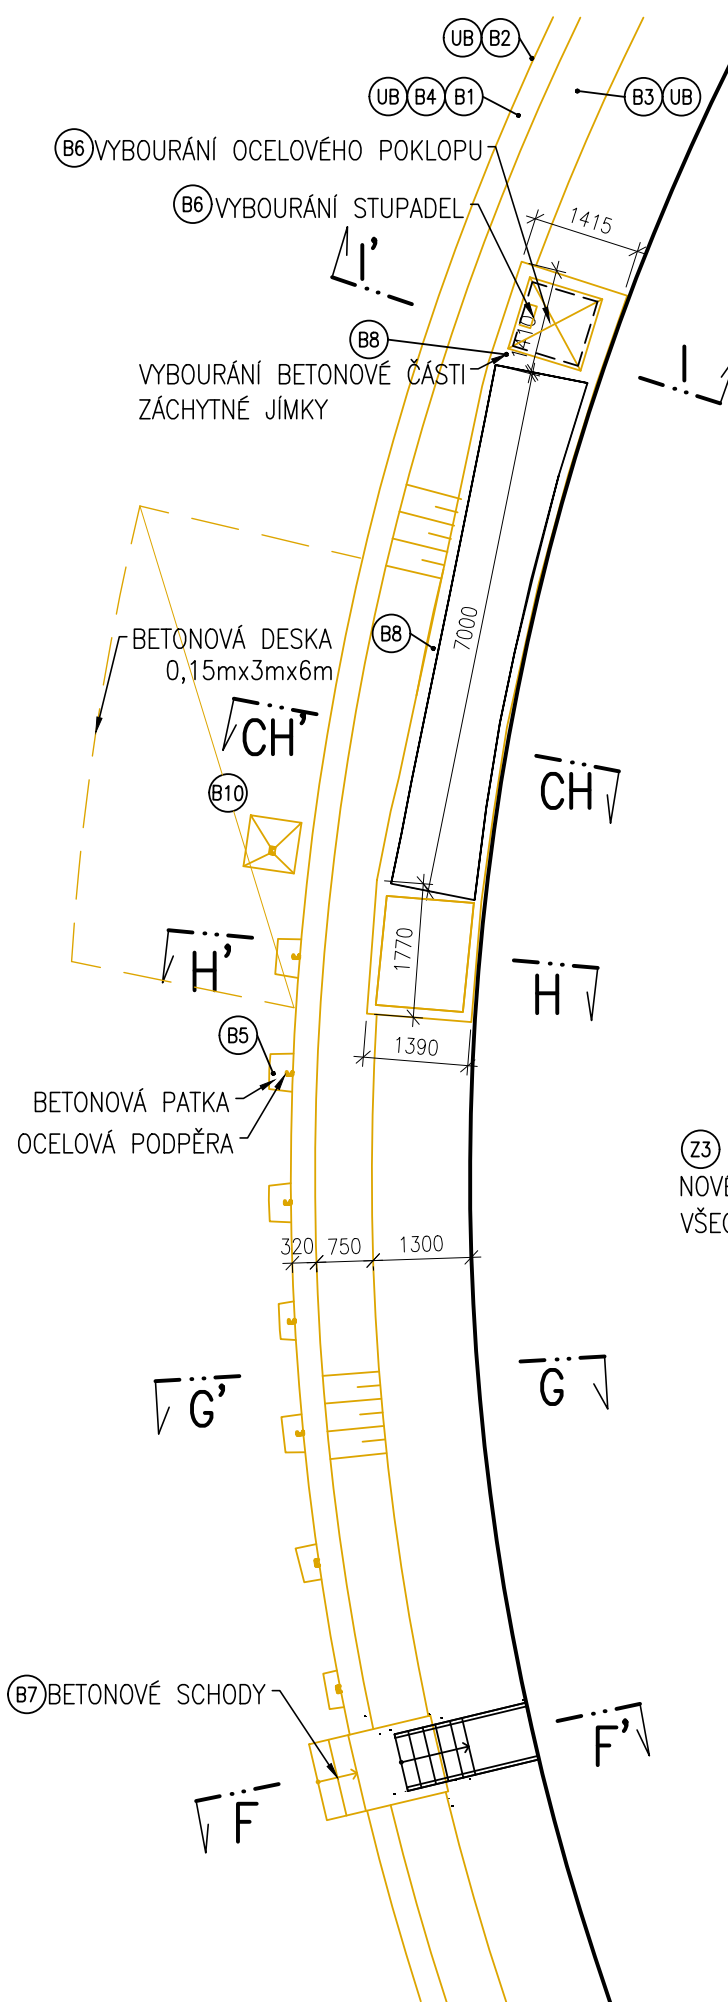 UB B2
UB B4 B1
B3 UB
B6 VYBOURÁNÍ OCELOVÉHO POKLOPU
B6 VYBOURÁNÍ STUPADEL
1415
I'
1410
B8
VYBOURÁNÍ BETONOVÉ ČÁSTI
ZÁCHYTNÉ JÍMKY
I
7000
B8
BETONOVÁ DESKA
0,15mx3mx6m
CH'
CH
B10
H'
1770
H
B5
1390
BETONOVÁ PATKA
OCELOVÁ PODPĚRA
Z3
NOVÉ
320 750 1300
G'
G
B7 BETONOVÉ SCHODY
F'
F